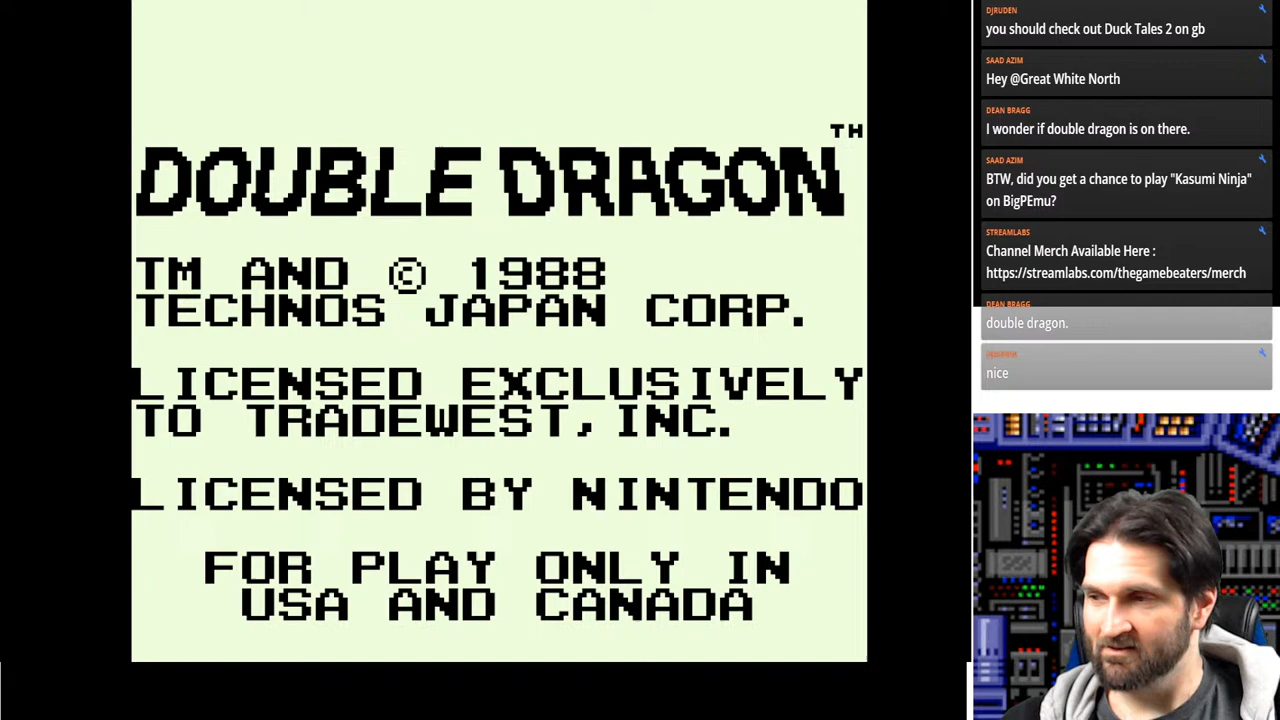 TM
DOUBLE DRAGON
TM AND © 1988
TECHNOS JAPAN CORP.
LICENSED EXCLUSIVELY
TO TRADEWEST, INC.
LICENSED BY NINTENDO
FOR PLAY ONLY IN
USA AND CANADA
DJRUDEN
you should check out Duck Tales 2 on gb
SAAD AZIM
Hey @Great White North
DEAN BRAGG
I wonder if double dragon is on there.
SAAD AZIM
BTW, did you get a chance to play "Kasumi Ninja"
on BigPEmu?
STREAMLABS
Channel Merch Available Here :
https://streamlabs.com/thegamebeaters/merch
DEAN BRAGG
double dragon.
nice